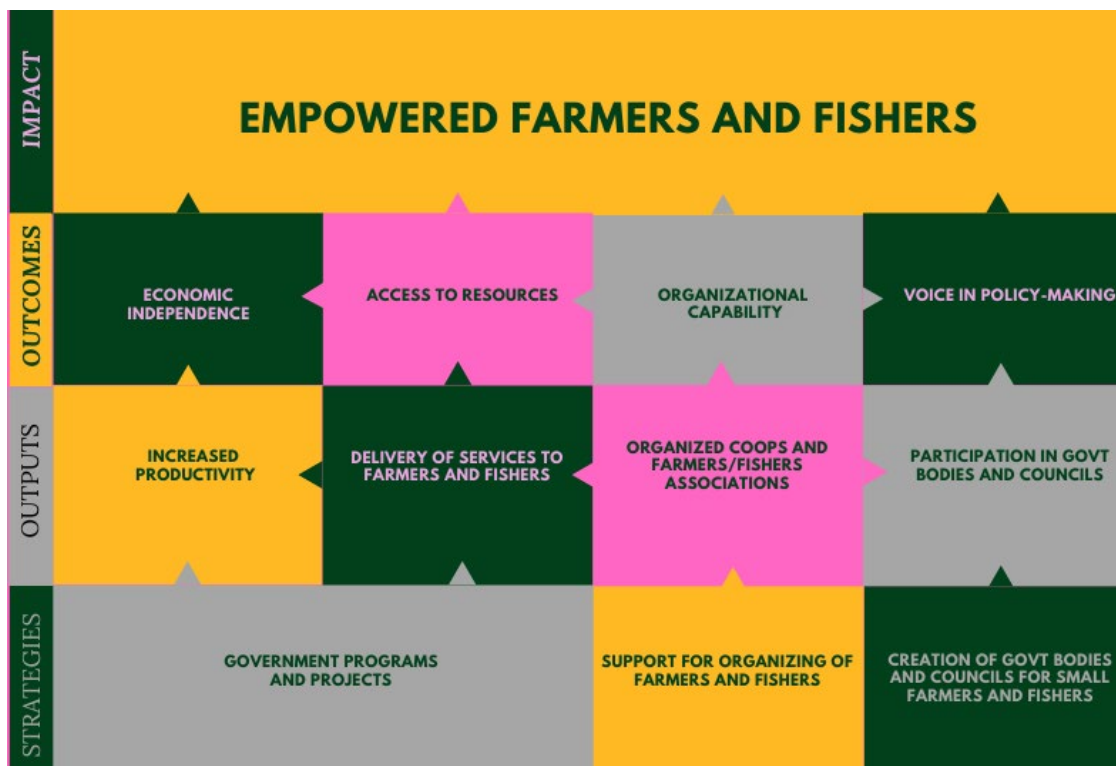 IMPACT
EMPOWERED FARMERS AND FISHERS
OUTCOMES
ECONOMIC
INDEPENDENCE
ACCESS TO RESOURCES
ORGANIZATIONAL
CAPABILITY
VOICE IN POLICY-MAKING
OUTPUTS
INCREASED
PRODUCTIVITY
DELIVERY OF SERVICES TO
FARMERS AND FISHERS
ORGANIZED COOPS AND
FARMERS/FISHERS
ASSOCIATIONS
PARTICIPATION IN GOVT
BODIES AND COUNCILS
STRATEGIES
GOVERNMENT PROGRAMS
AND PROJECTS
SUPPORT FOR ORGANIZING OF
FARMERS AND FISHERS
CREATION OF GOVT BODIES
AND COUNCILS FOR SMALL
FARMERS AND FISHERS